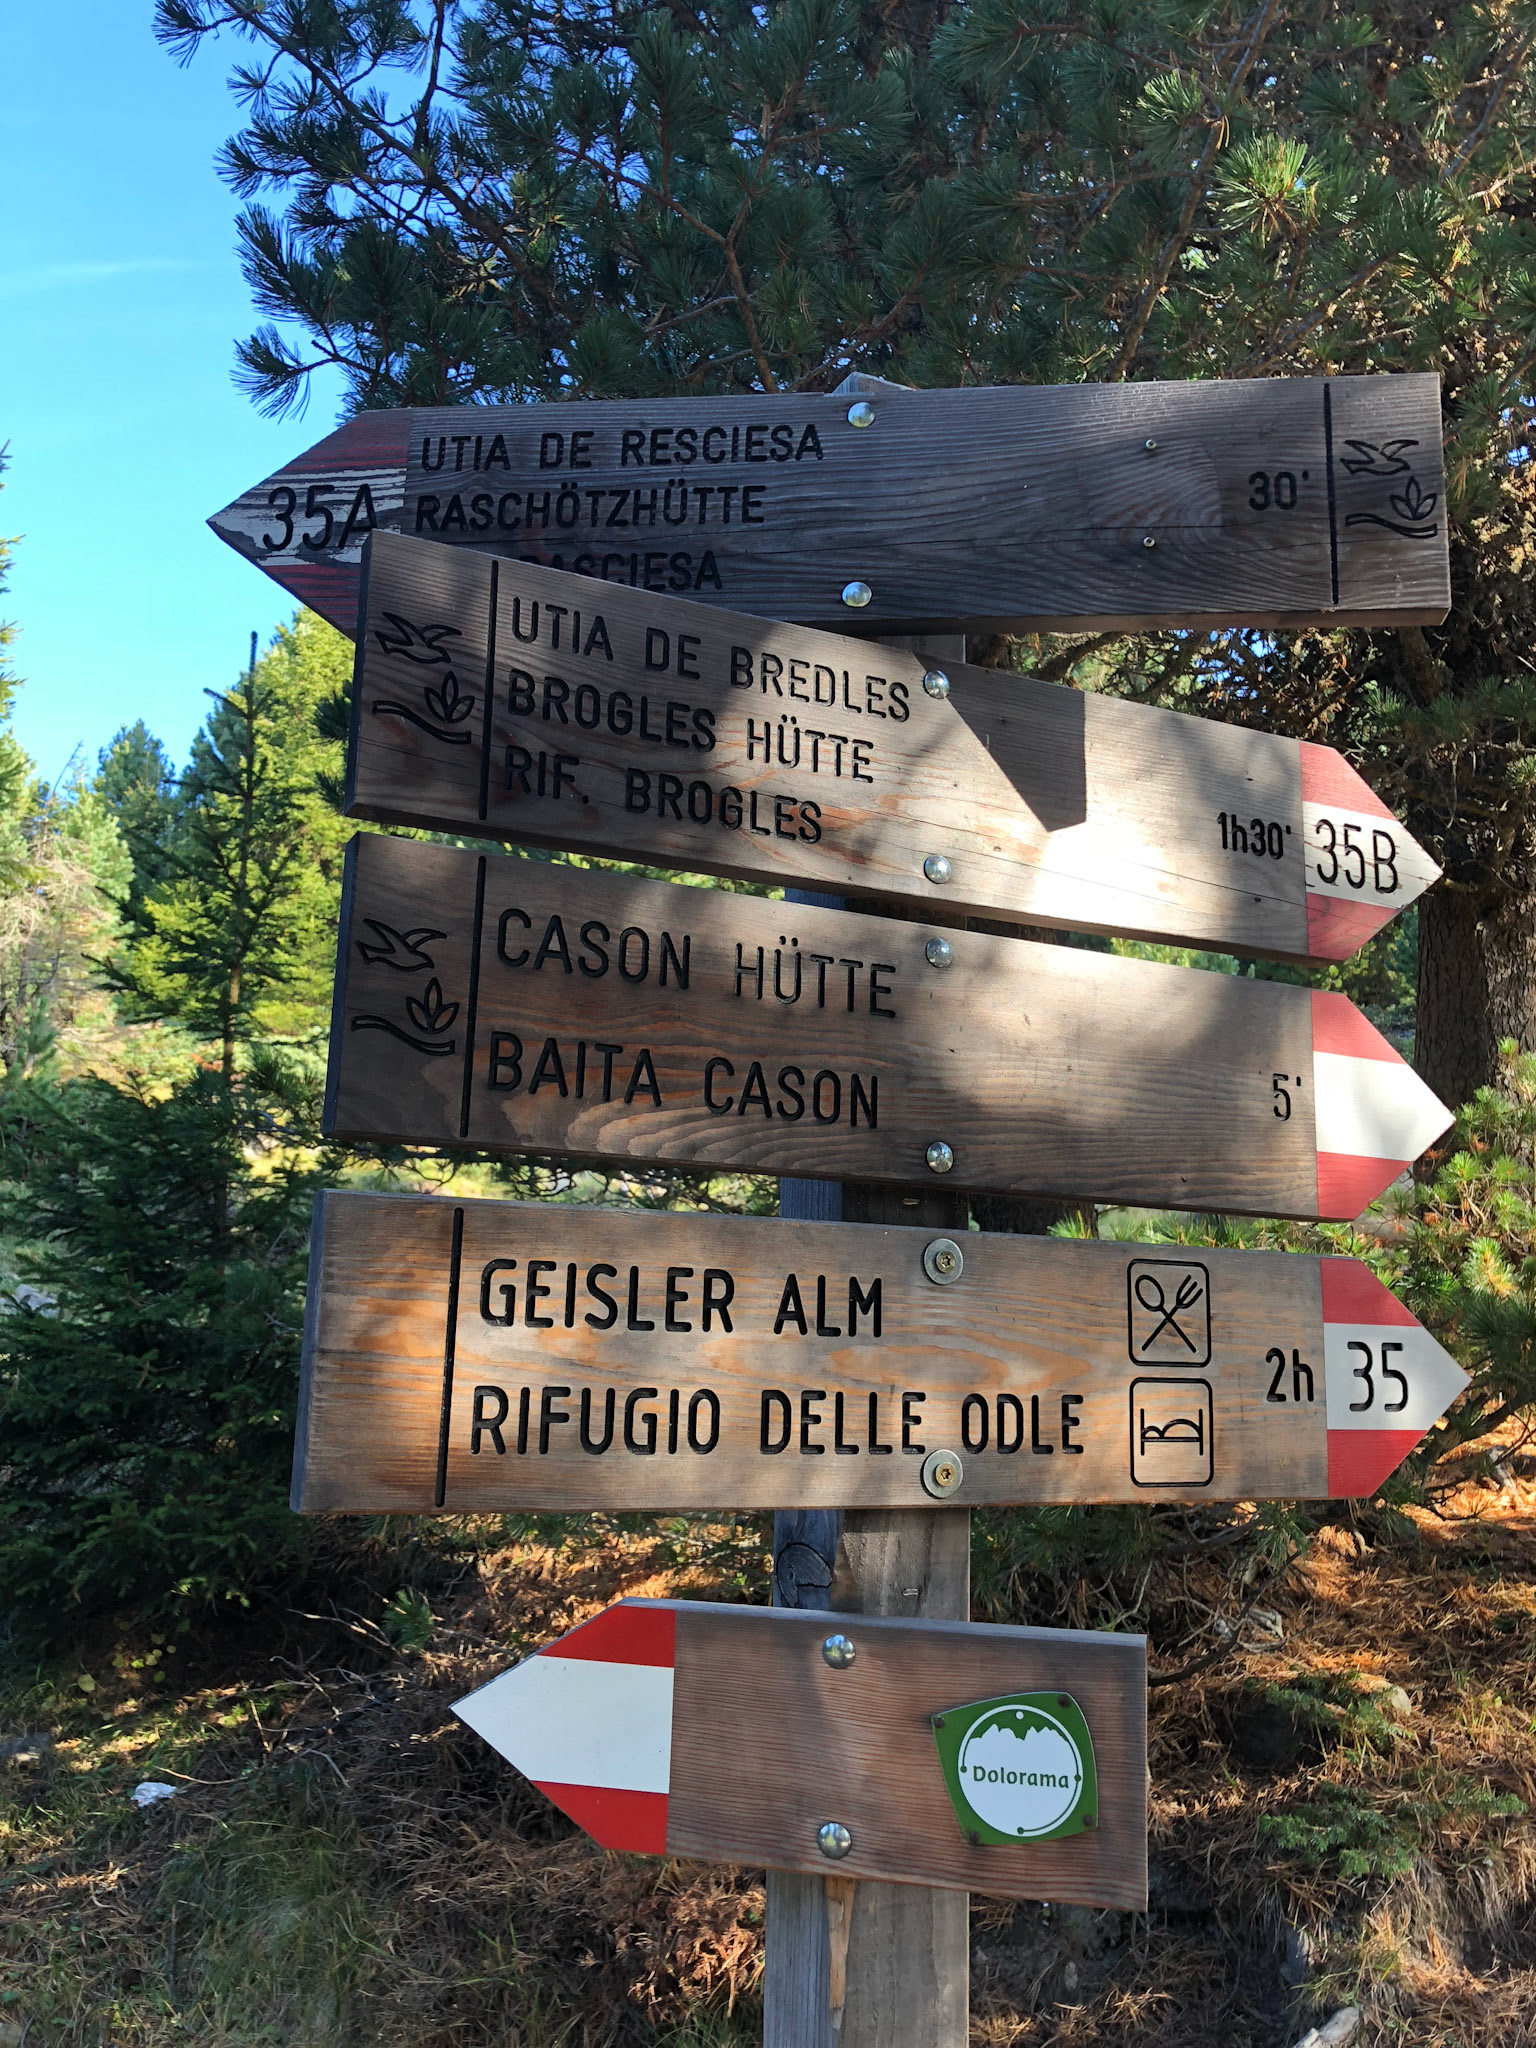 UTIA DE RESCIESA
35A RASCHÖTZHÜTTE 30'
RASCIESA
UTIA DE BREDLES
BROGLES HÜTTE
RIF. BROGLES 1h30' 35B
CASON HÜTTE
BAITA CASON 5'
GEISLER ALM
RIFUGIO DELLE ODLE 2h 35
Dolorama